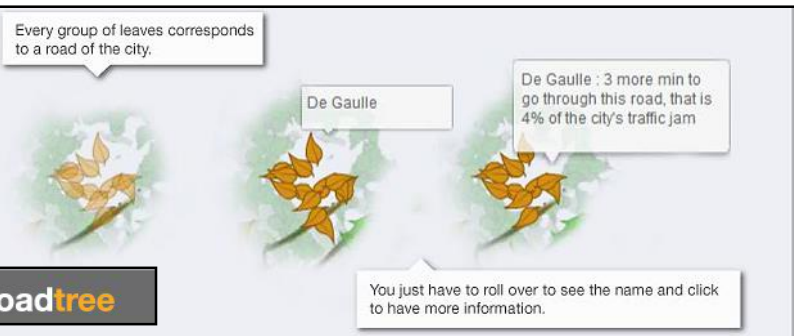 Every group of leaves corresponds
to a road of the city.
De Gaulle
De Gaulle : 3 more min to
go through this road, that is
4% of the city's traffic jam
oadtree
You just have to roll over to see the name and click
to have more information.